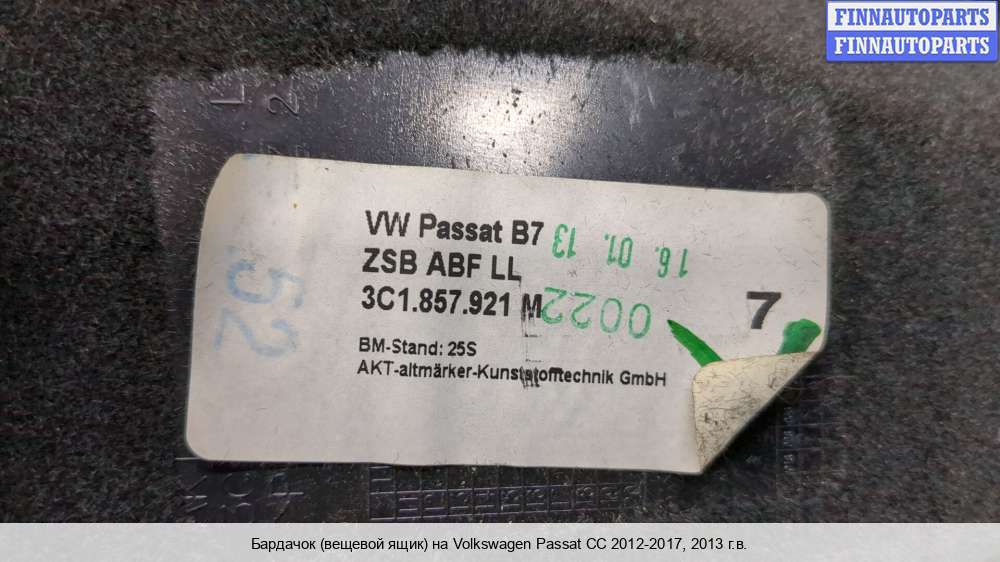 FINNAUTOPARTS
FINNAUTOPARTS
VW Passat B7
16. 01. 13
ZSB ABF LL
3C1.857.921 M
0022
7
52
BM-Stand: 25S
AKT-altmärker-Kunststofftechnik GmbH
Бардачок (вещевой ящик) на Volkswagen Passat CC 2012-2017, 2013 г.в.